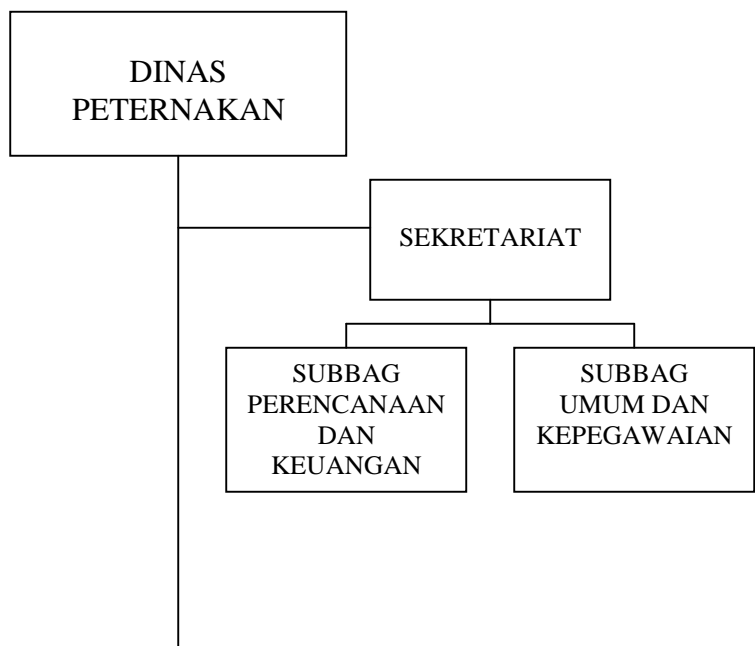 DINAS
PETERNAKAN
SEKRETARIAT
SUBBAG
PERENCANAAN
DAN
KEUANGAN
SUBBAG
UMUM DAN
KEPEGAWAIAN